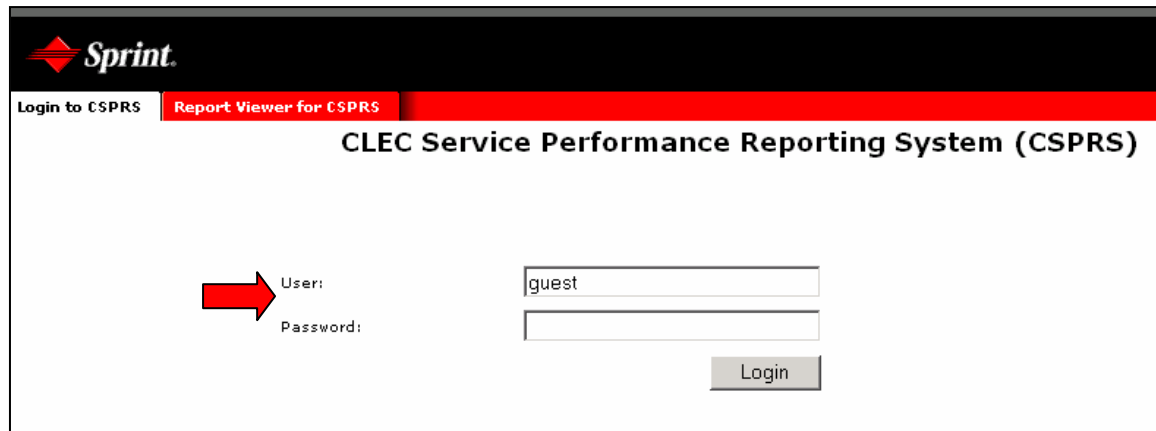 Sprint.
Login to CSPRS Report Viewer for CSPRS
CLEC Service Performance Reporting System (CSPRS)
User: guest
Password:
Login